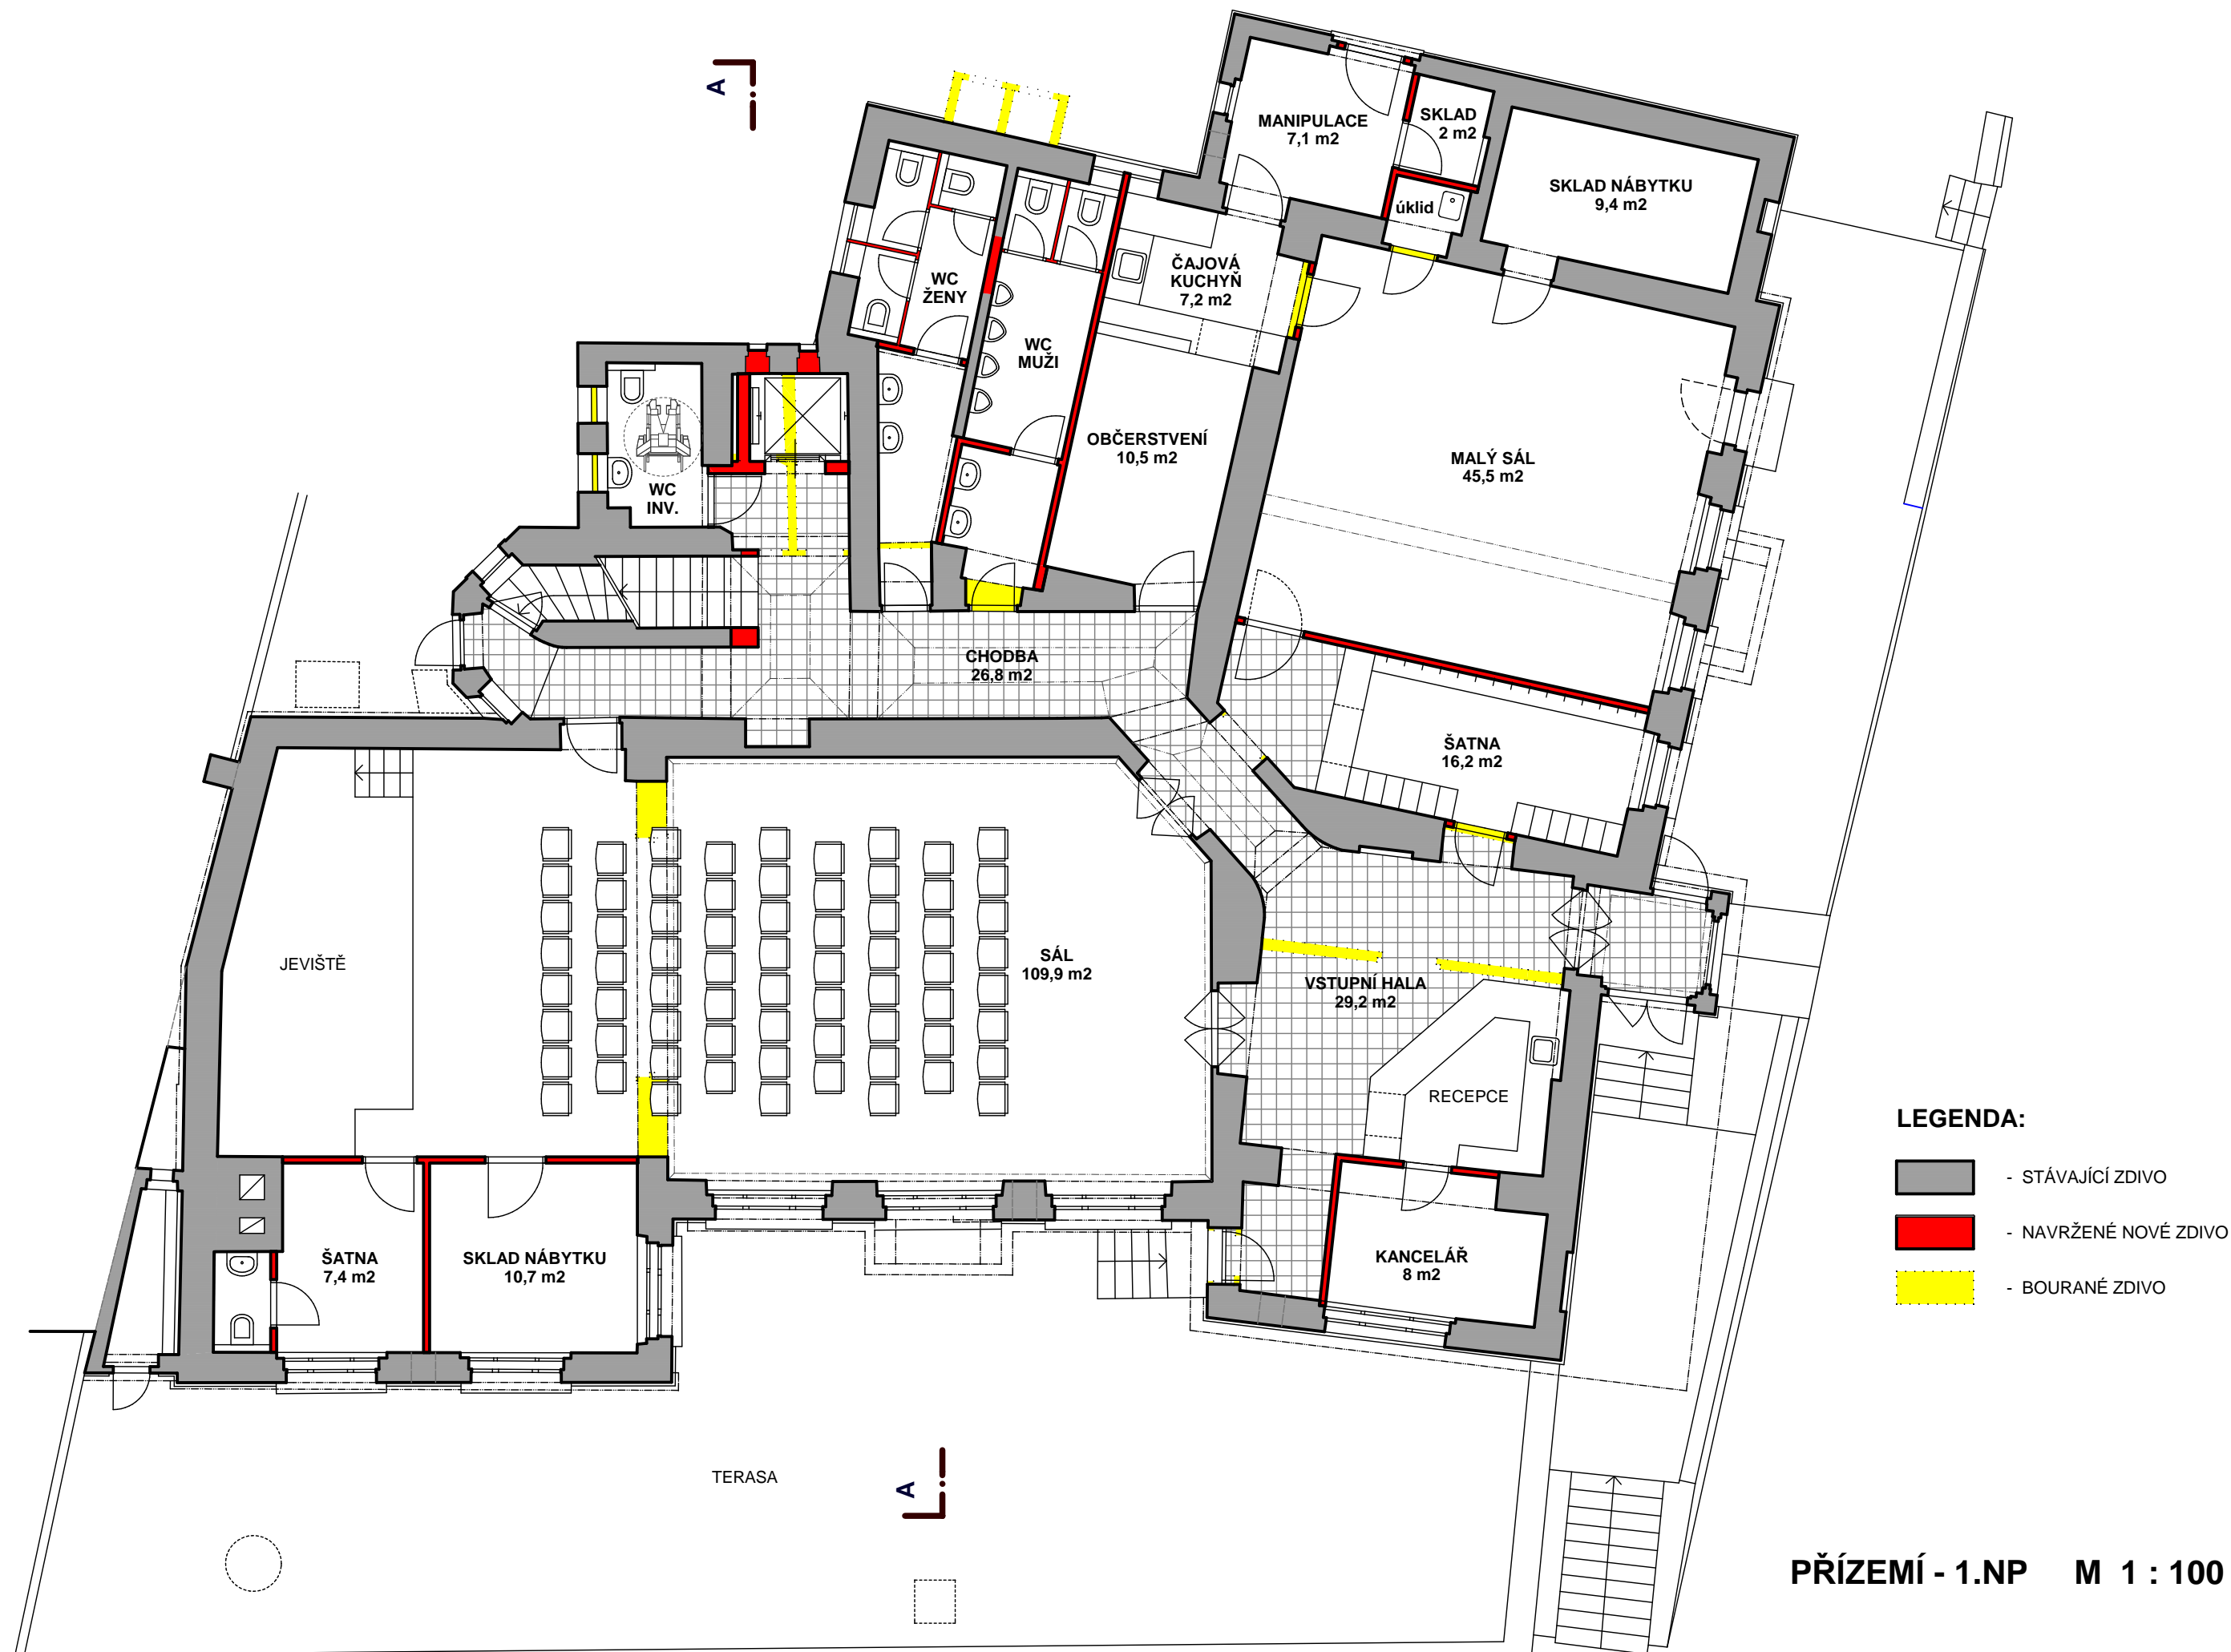 A
MANIPULACE
7,1 m2
SKLAD
2 m2
SKLAD NÁBYTKU
9,4 m2
úklid
WC
ŽENY
ČAJOVÁ
KUCHYŇ
7,2 m2
WC
MUŽI
OBČERSTVENÍ
10,5 m2
MALÝ SÁL
45,5 m2
WC
INV.
CHODBA
26,8 m2
ŠATNA
16,2 m2
JEVIŠTĚ
SÁL
109,9 m2
VSTUPNÍ HALA
29,2 m2
RECEPCE
ŠATNA
7,4 m2
SKLAD NÁBYTKU
10,7 m2
KANCELÁŘ
8 m2
LEGENDA:
- STÁVAJÍCÍ ZDIVO
- NAVRŽENÉ NOVÉ ZDIVO
- BOURANÉ ZDIVO
TERASA
A
PŘÍZEMÍ - 1.NP M 1 : 100